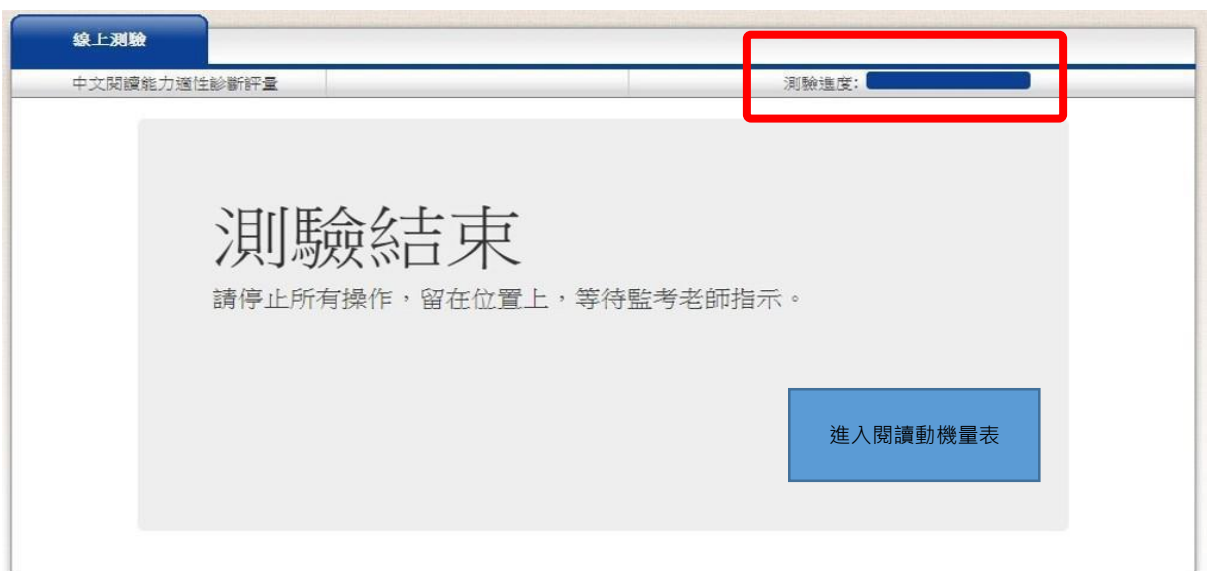 線上測驗
中文閱讀能力適性診斷評量
測驗進度:
測驗結束
請停止所有操作，留在位置上，等待監考老師指示。
進入閱讀動機量表